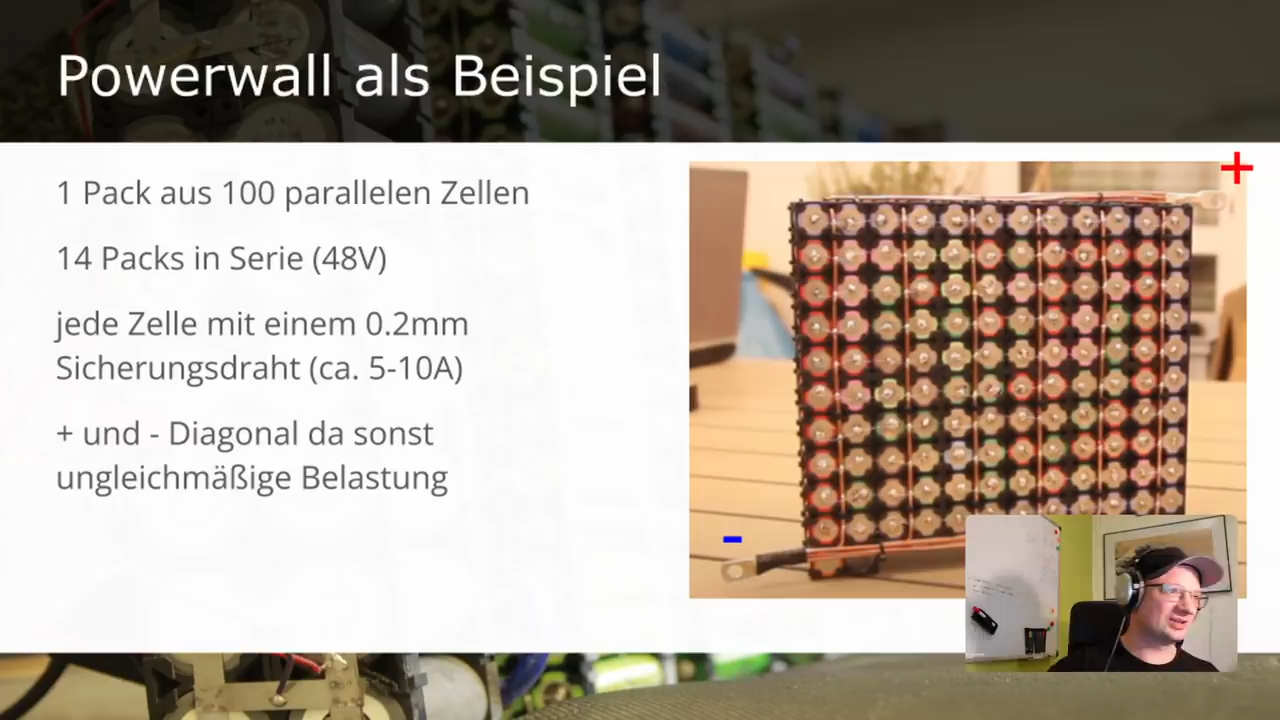 Powerwall als Beispiel
1 Pack aus 100 parallelen Zellen
14 Packs in Serie (48V)
jede Zelle mit einem 0.2mm
Sicherungsdraht (ca. 5-10A)
+ und - Diagonal da sonst
ungleichmäßige Belastung
+
-